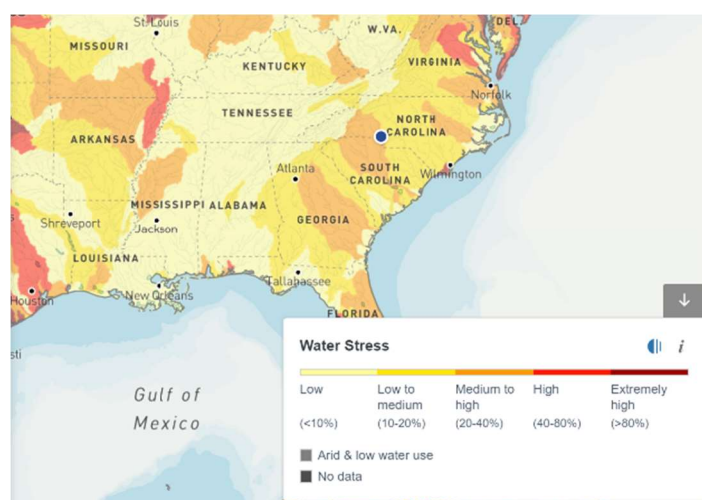 St. Louis
MISSOURI
W.VA.
DEL.
KENTUCKY
VIRGINIA
Norfolk
TENNESSEE
NORTH
CAROLINA
ARKANSAS
Atlanta
SOUTH
CAROLINA
Wilmington
MISSISSIPPI
ALABAMA
GEORGIA
Shreveport
Jackson
LOUISIANA
Tallahassee
Houston
New Orleans
FLORIDA
sti
Gulf of
Mexico
Water Stress
i
Low
Low to
medium
Medium to
high
High
Extremely
high
(<10%)
(10-20%)
(20-40%)
(40-80%)
(>80%)
Arid & low water use
No data